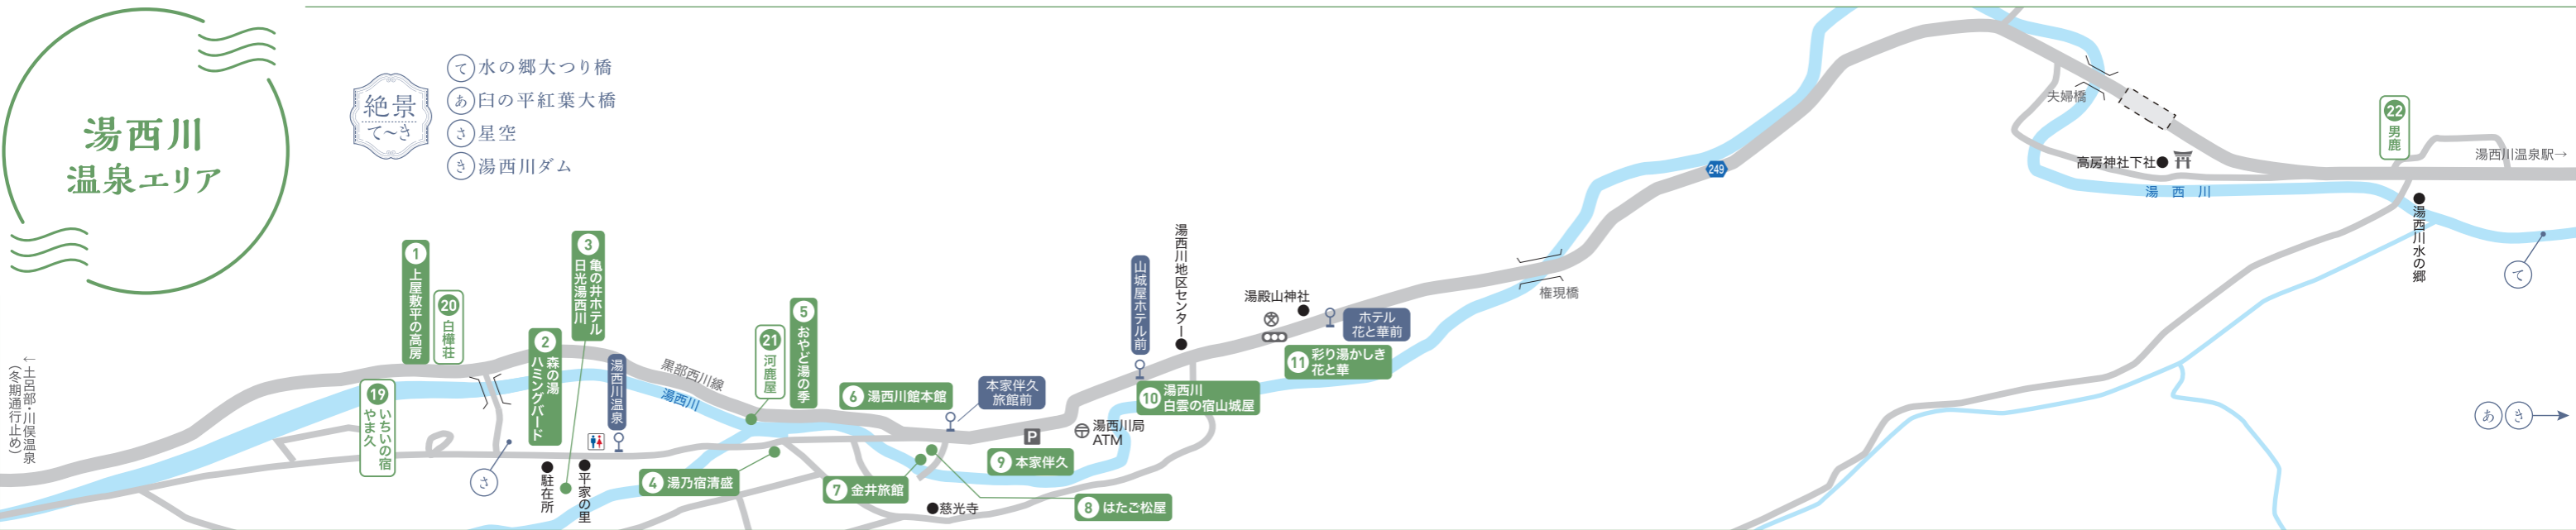 湯西川
温泉エリア
絶景
て〜き
て 水の郷大つり橋
あ 臼の平紅葉大橋
さ 星空
き 湯西川ダム
←土呂部・川俣温泉
(冬期通行止め)
1 上屋敷平の高房
20 白樺荘
19 いちいの宿
やま久
2 森の湯
ハミングバード
3 亀の井ホテル
日光湯西川
さ
駐在所
平家の里
湯西川温泉
黒部西川線
湯西川
21 河鹿屋
5 おやど湯の季
4 湯乃宿清盛
6 湯西川館本館
7 金井旅館
本家伴久
旅館前
慈光寺
8 はたご松屋
9 本家伴久
P
湯西川局
ATM
山城屋ホテル前
湯西川地区センター
10 湯西川
白雲の宿山城屋
湯殿山神社
ホテル
花と華前
11 彩り湯かしき
花と華
権現橋
249
夫婦橋
高房神社下社
湯西川
22 男鹿
湯西川温泉駅→
湯西川水の郷
て
あ き